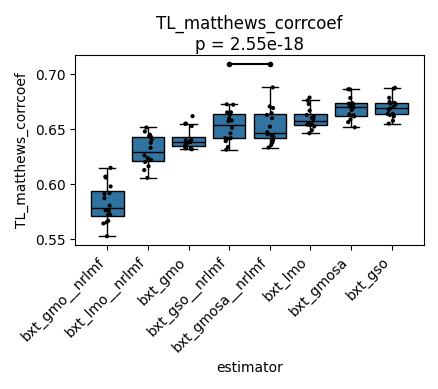 TL_matthews_corrcoef
p = 2.55e-18
TL_matthews_corrcoef
0.70
0.65
0.60
0.55
bxt_gmo__nrlmf
bxt_lmo__nrlmf
bxt_gmo
bxt_gso__nrlmf
bxt_gmosa__nrlmf
bxt_lmo
bxt_gmosa
bxt_gso
estimator